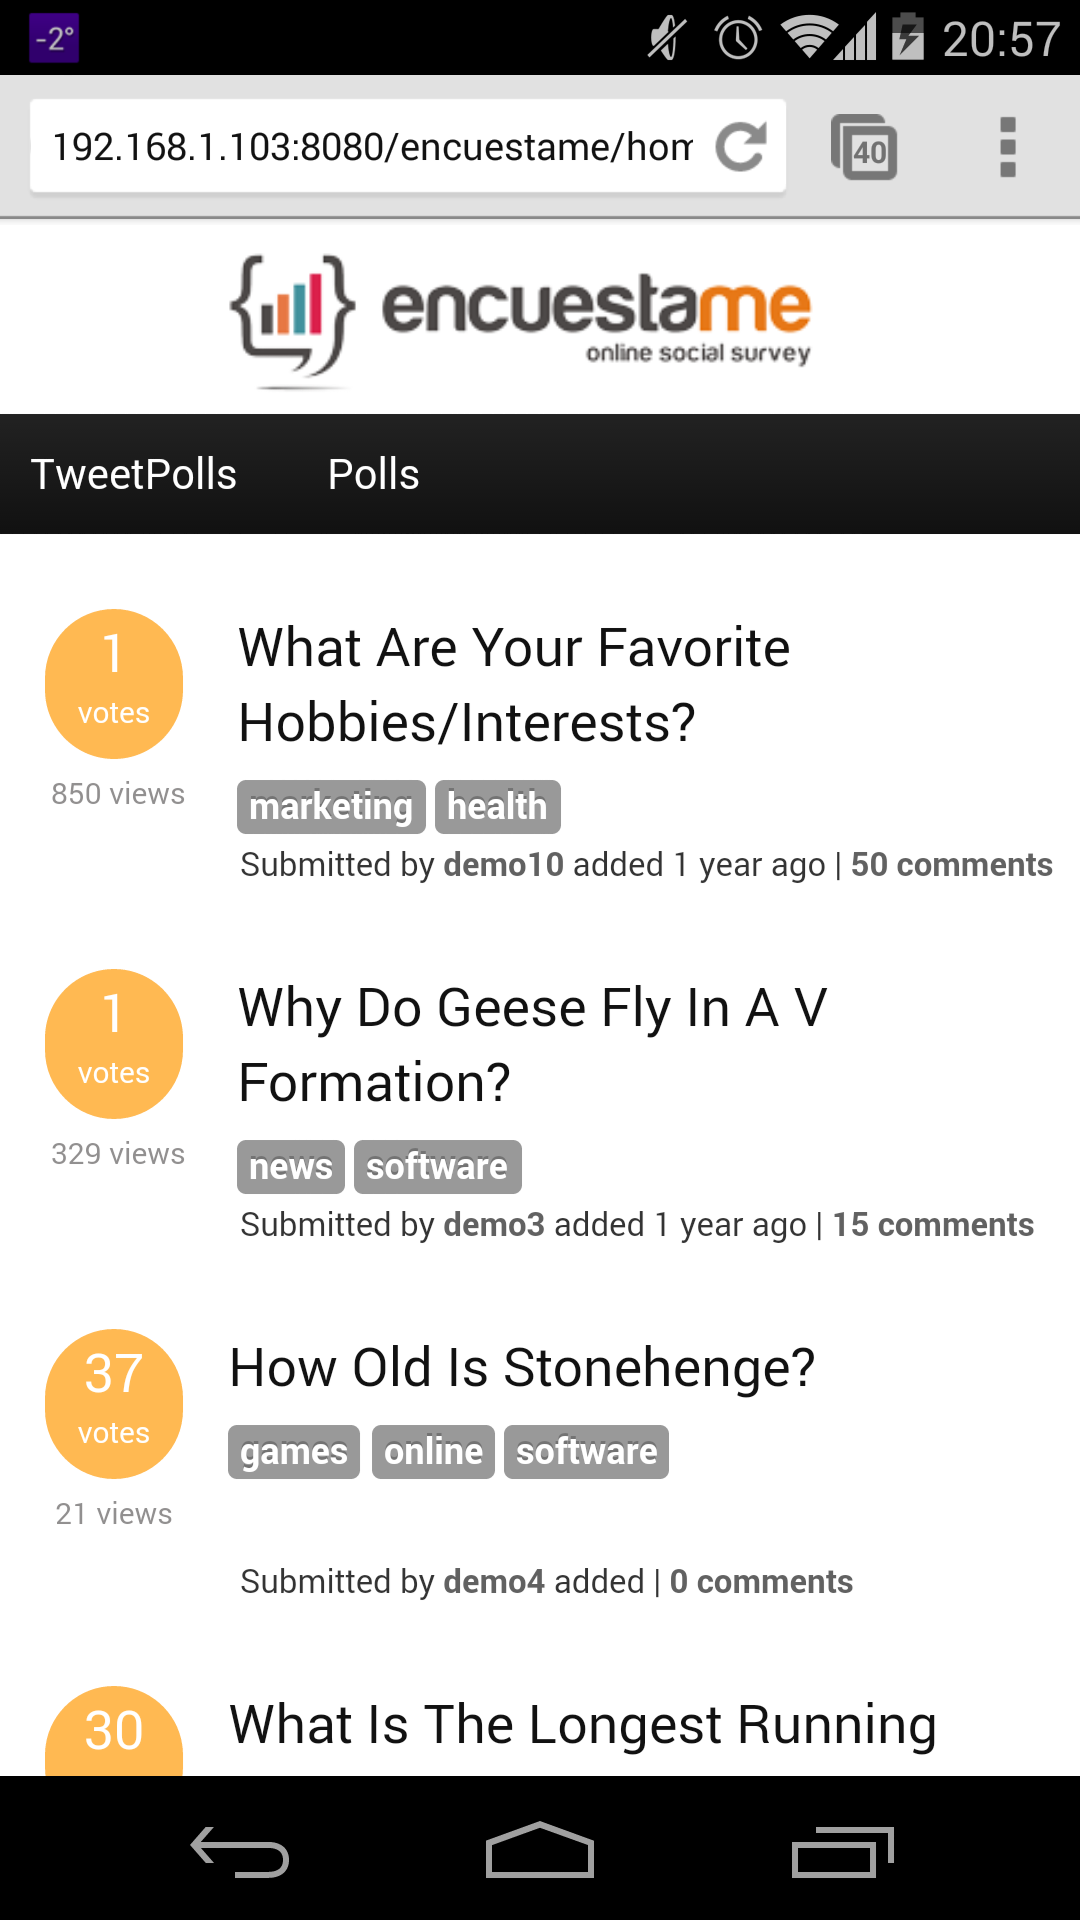 -2° 20:57
192.168.1.103:8080/encuestame/hom
40
encuestame
online social survey
TweetPolls Polls
1
votes
850 views
What Are Your Favorite
Hobbies/Interests?
marketing health
Submitted by demo10 added 1 year ago | 50 comments
1
votes
329 views
Why Do Geese Fly In A V
Formation?
news software
Submitted by demo3 added 1 year ago | 15 comments
37
votes
21 views
How Old Is Stonehenge?
games online software
Submitted by demo4 added | 0 comments
30
What Is The Longest Running